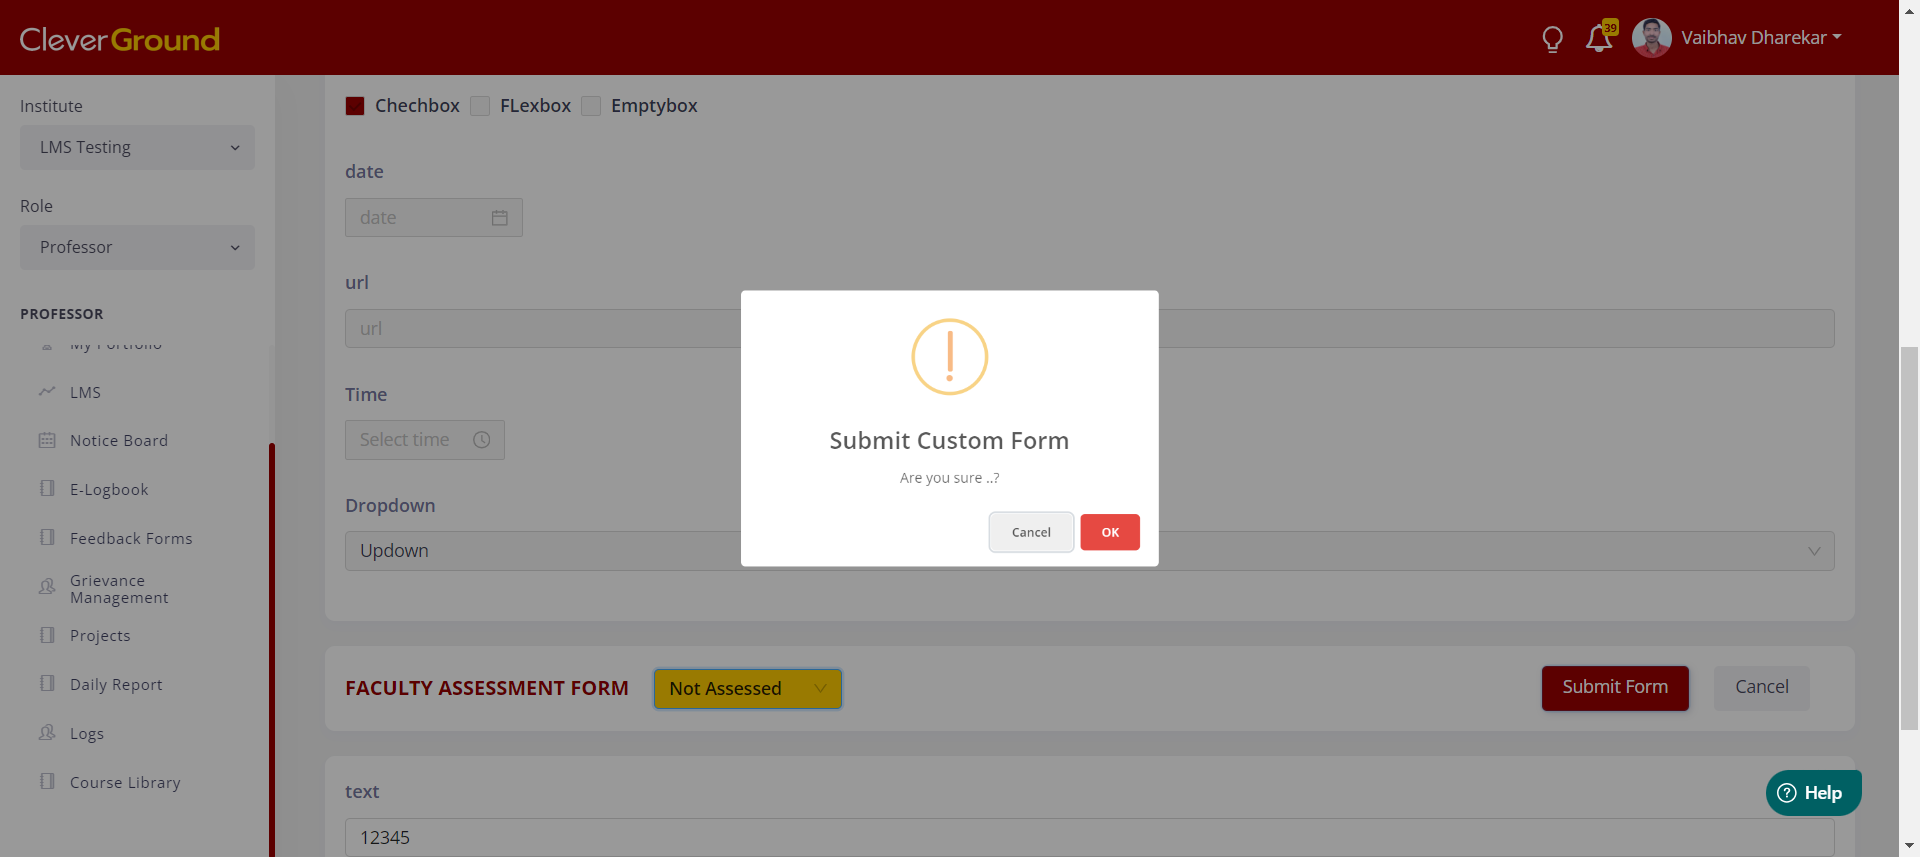 CleverGround
39
Vaibhav Dharekar
Institute
LMS Testing
Role
Professor
PROFESSOR
My Portfolio
LMS
Notice Board
E-Logbook
Feedback Forms
Grievance
Management
Projects
Daily Report
Logs
Course Library
Chechbox FLexbox Emptybox
date
date
url
url
Time
Select time
Dropdown
Updown
Submit Custom Form
Are you sure ..?
Cancel OK
FACULTY ASSESSMENT FORM Not Assessed Submit Form Cancel
text
12345
Help